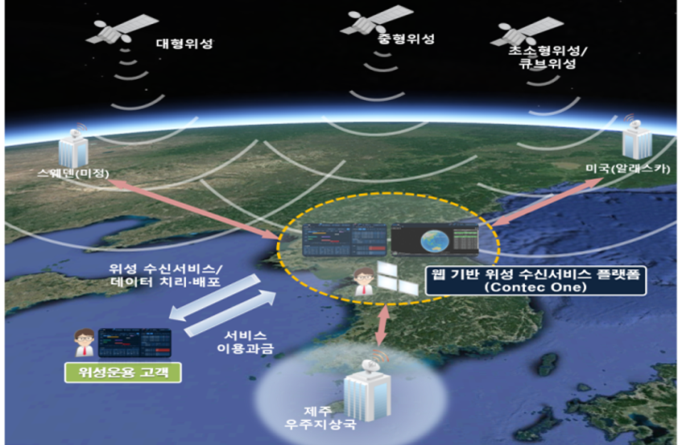 대형위성
중형위성
초소형위성/
큐브위성
스웨덴(미정)
미국(알래스카)
웹 기반 위성 수신서비스 플랫폼
(Contec One)
위성 수신서비스/
데이터 처리·배포
서비스
이용과금
위성운용 고객
제주
우주지상국